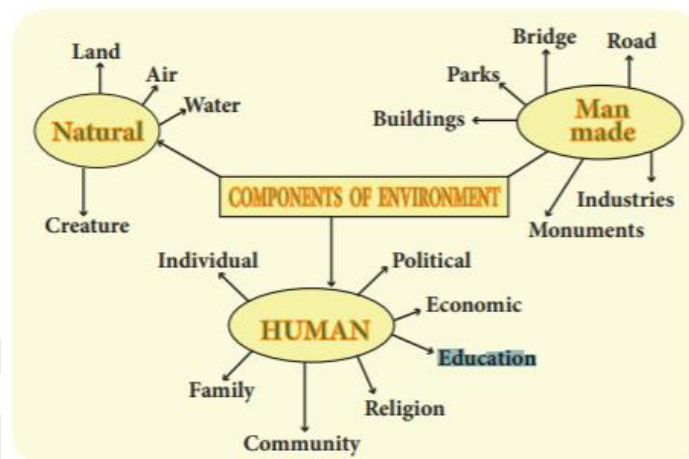 Bridge
Road
Land
Air
Parks
Water
Natural
Buildings
Man
made
COMPONENTS OF ENVIRONMENT
Industries
Creature
Monuments
Individual
Political
Economic
HUMAN
Education
Family
Religion
Community